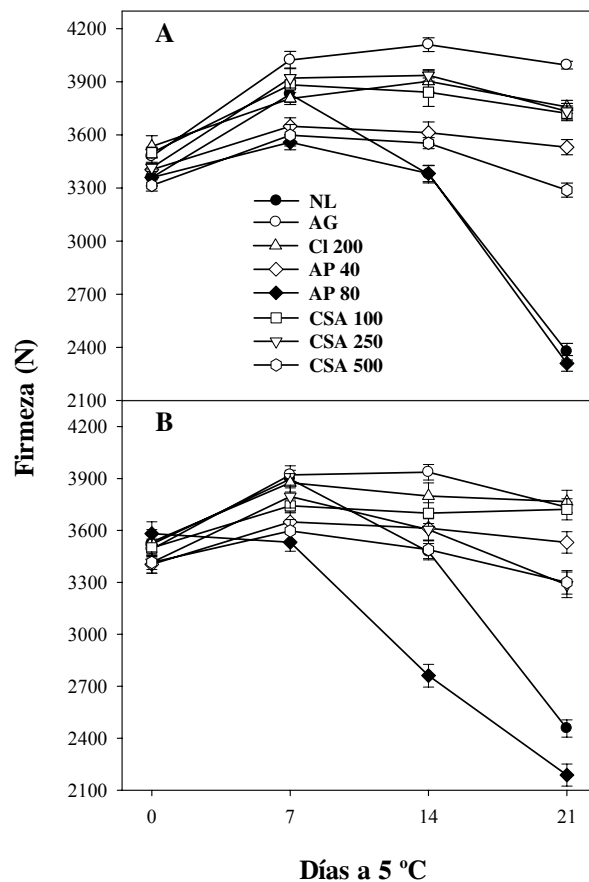 4200
A
3900
3600
3300
3000
2700
2400
2100
NL
AG
Cl 200
AP 40
AP 80
CSA 100
CSA 250
CSA 500
Firmeza (N)
4200
B
3900
3600
3300
3000
2700
2400
2100
0 7 14 21
Días a 5 ºC